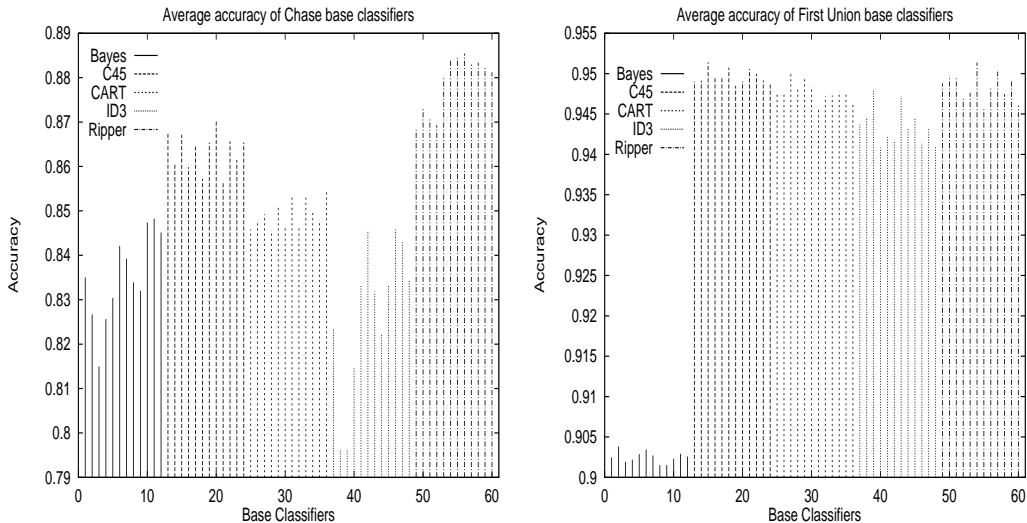 Average accuracy of Chase base classifiers
0.89
0.88
0.87
0.86
0.85
0.84
0.83
0.82
0.81
0.8
0.79
Accuracy
Bayes
C45
CART
ID3
Ripper
0 10 20 30 40 50 60
Base Classifiers
Average accuracy of First Union base classifiers
0.955
0.95
0.945
0.94
0.935
0.93
0.925
0.92
0.915
0.91
0.905
0.9
Accuracy
Bayes
C45
CART
ID3
Ripper
0 10 20 30 40 50 60
Base Classifiers